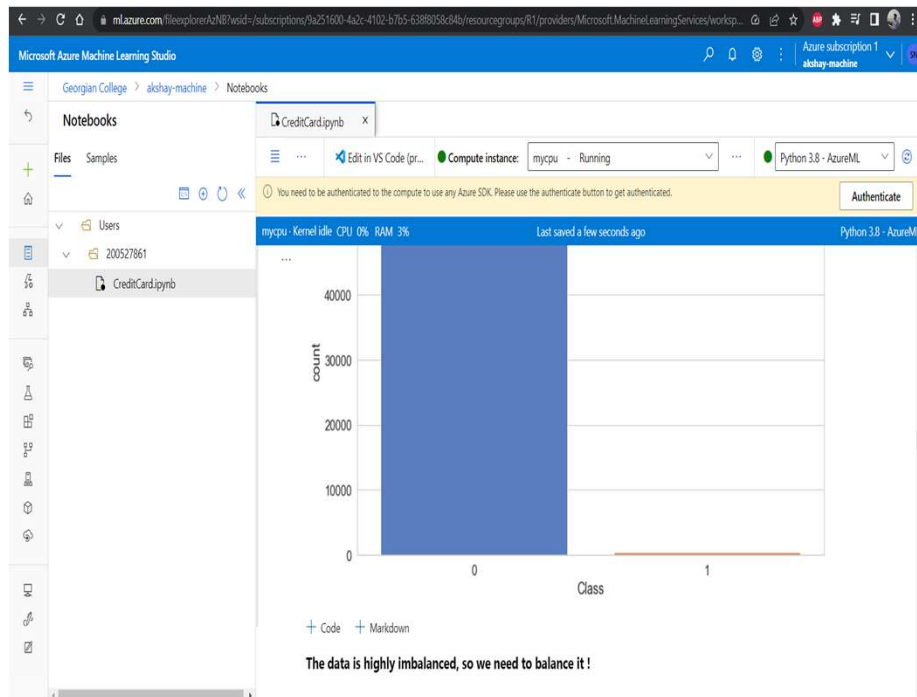 ml.azure.com/fileexplorerAzNB?wsid=/subscriptions/9a251600-4a2c-4102-b7b5-638f8058c84b/resourcegroups/R1/providers/Microsoft.MachineLearningServices/worksp...
Microsoft Azure Machine Learning Studio
Azure subscription 1
akshay-machine
Georgian College > akshay-machine > Notebooks
Notebooks
Files Samples
Users
200527861
CreditCard.ipynb
CreditCard.ipynb x
... Edit in VS Code (pr... Compute instance: mycpu - Running ... Python 3.8 - AzureML
You need to be authenticated to the compute to use any Azure SDK. Please use the authenticate button to get authenticated.
Authenticate
mycpu · Kernel idle CPU 0% RAM 3% Last saved a few seconds ago Python 3.8 - AzureM
...
40000
30000
20000
10000
0
count
0 1
Class
+ Code + Markdown
The data is highly imbalanced, so we need to balance it !